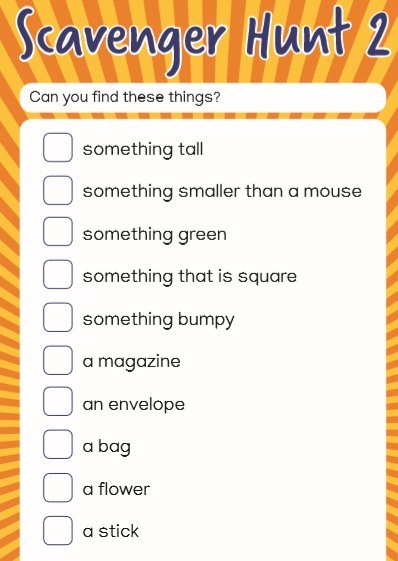 Scavenger Hunt 2
Can you find these things?
something tall
something smaller than a mouse
something green
something that is square
something bumpy
a magazine
an envelope
a bag
a flower
a stick